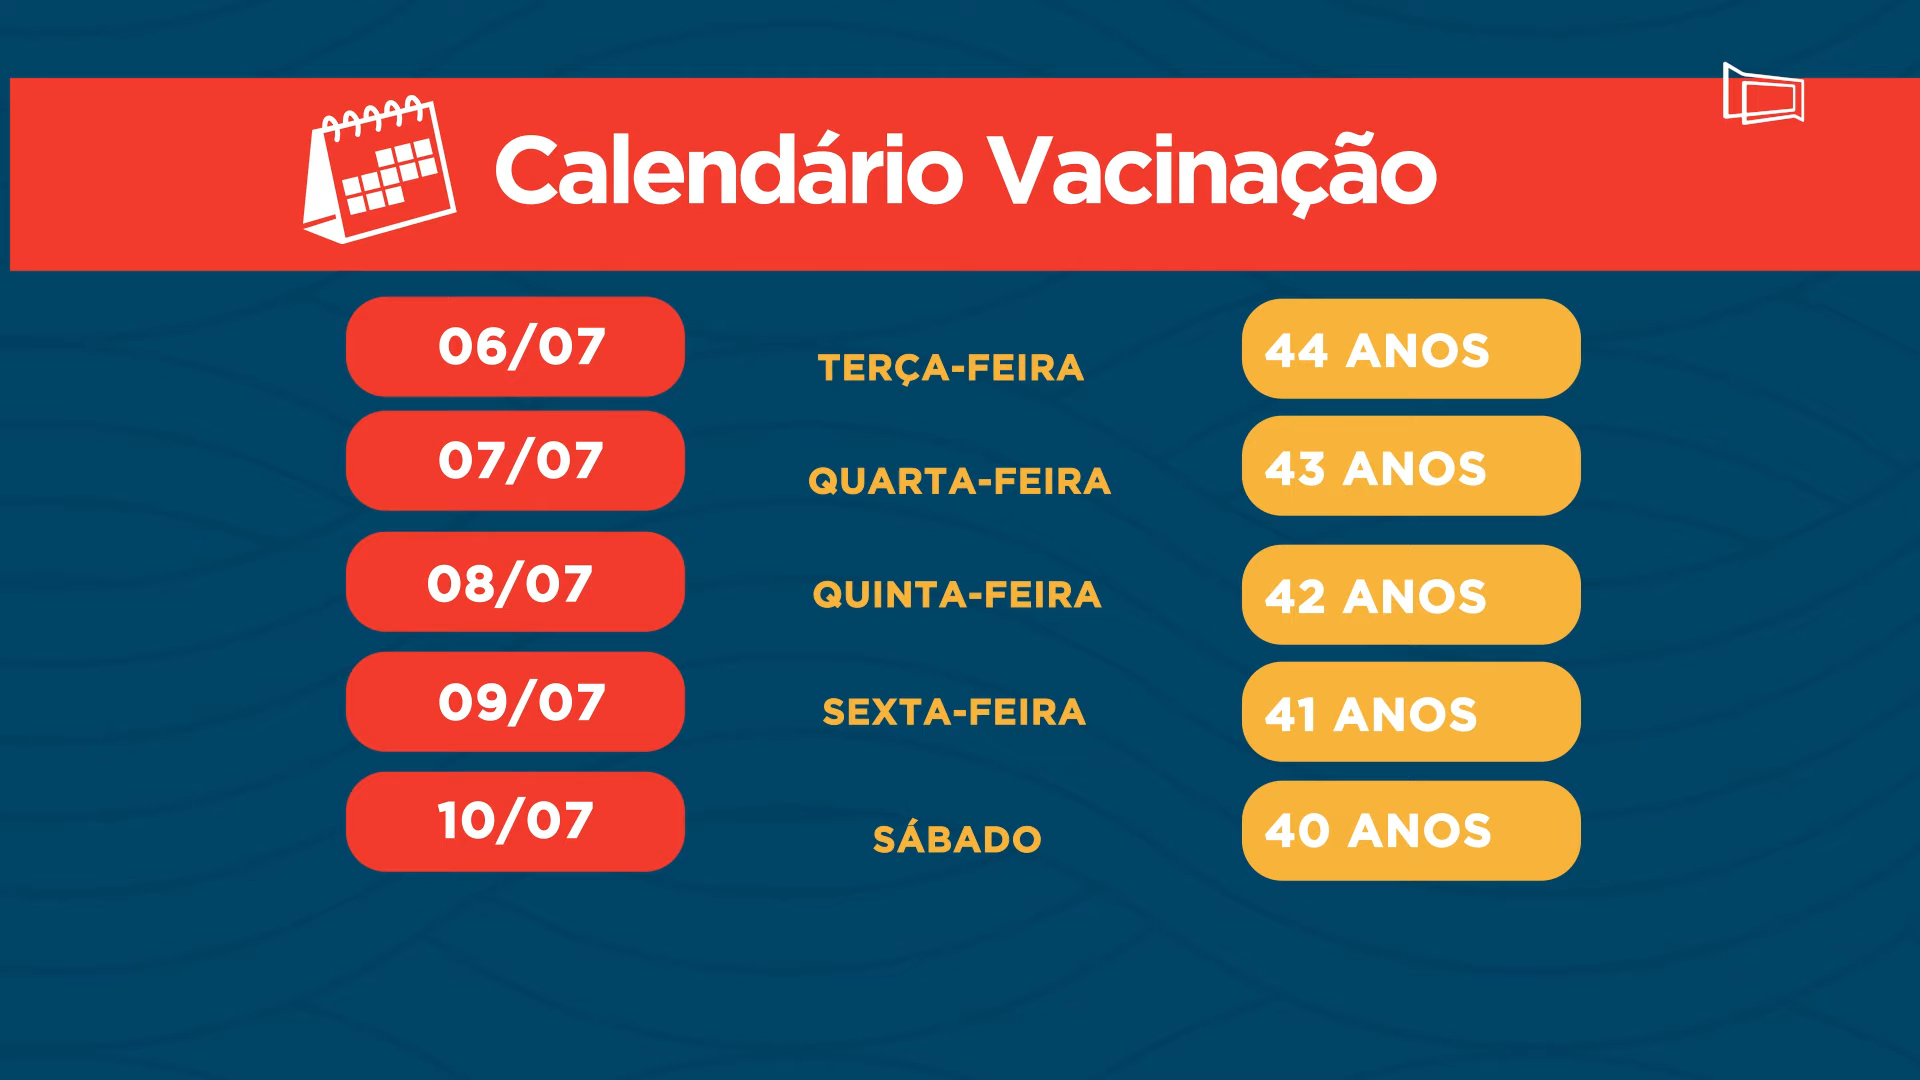 Calendário Vacinação
06/07 TERÇA-FEIRA 44 ANOS
07/07 QUARTA-FEIRA 43 ANOS
08/07 QUINTA-FEIRA 42 ANOS
09/07 SEXTA-FEIRA 41 ANOS
10/07 SÁBADO 40 ANOS